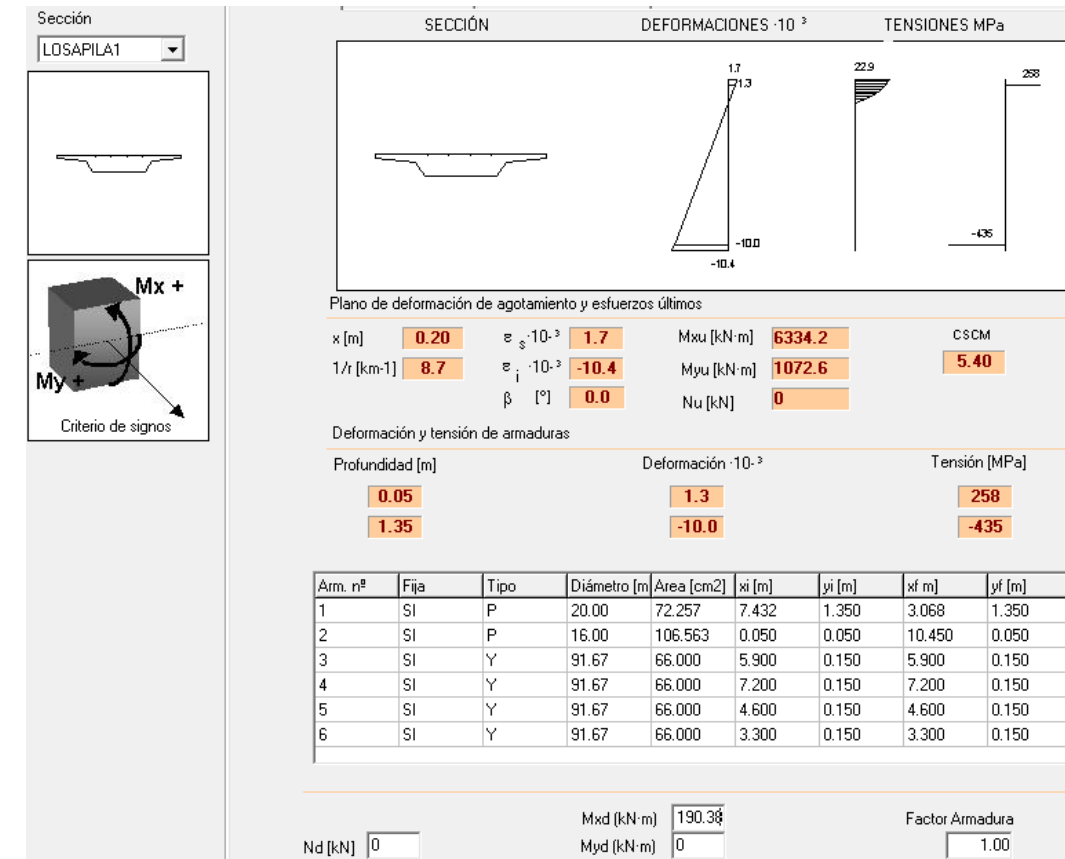 Sección
LOSAPILA1
Mx +
My +
Criterio de signos
SECCIÓN DEFORMACIONES ·10 ³ TENSIONES MPa
1.7
1.3
-10.0
-10.4
22.9
258
-435
Plano de deformación de agotamiento y esfuerzos últimos
x [m] 0.20 ε s ·10-³ 1.7 Mxu [kN·m] 6334.2 CSCM
1/r [km-1] 8.7 ε i ·10-³ -10.4 Myu [kN·m] 1072.6 5.40
β [º] 0.0 Nu [kN] 0
Deformación y tensión de armaduras
Profundidad [m] Deformación ·10-³ Tensión [MPa]
0.05 1.3 258
1.35 -10.0 -435
Arm. nº Fija Tipo Diámetro [m Area [cm2] xi [m] yi [m] xf m] yf [m]
1 SI P 20.00 72.257 7.432 1.350 3.068 1.350
2 SI P 16.00 106.563 0.050 0.050 10.450 0.050
3 SI Y 91.67 66.000 5.900 0.150 5.900 0.150
4 SI Y 91.67 66.000 7.200 0.150 7.200 0.150
5 SI Y 91.67 66.000 4.600 0.150 4.600 0.150
6 SI Y 91.67 66.000 3.300 0.150 3.300 0.150
Mxd (kN·m) 190.38 Factor Armadura
Nd [kN] 0 Myd (kN·m) 0 1.00